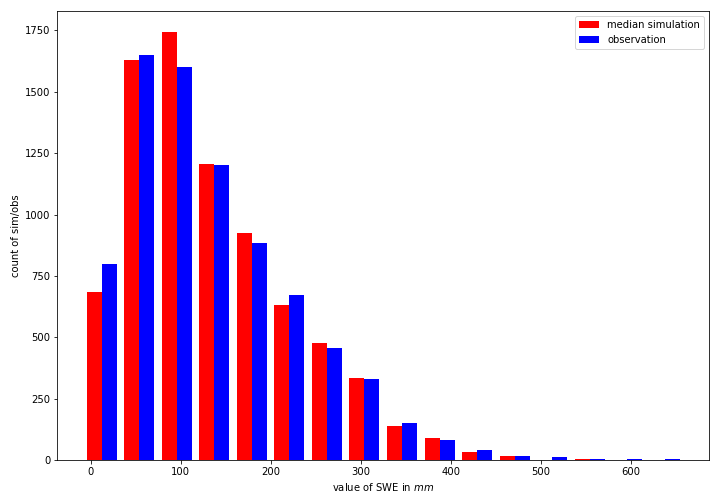 median simulation
observation
1750
1500
1250
1000
750
500
250
0
count of sim/obs
0 100 200 300 400 500 600
value of SWE in mm